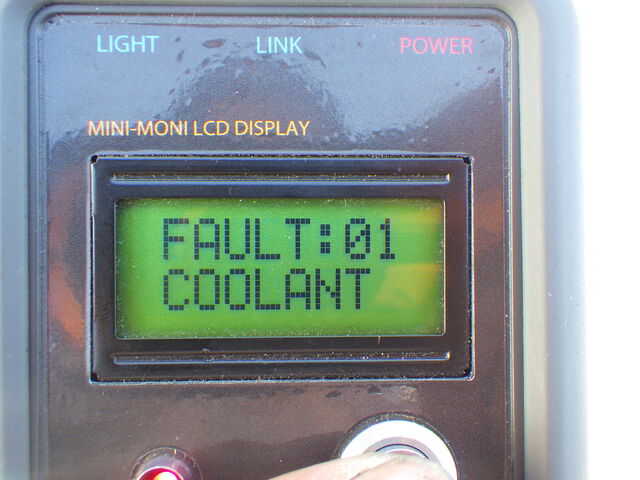 LIGHT LINK POWER
MINI-MONI LCD DISPLAY
FAULT:01
COOLANT